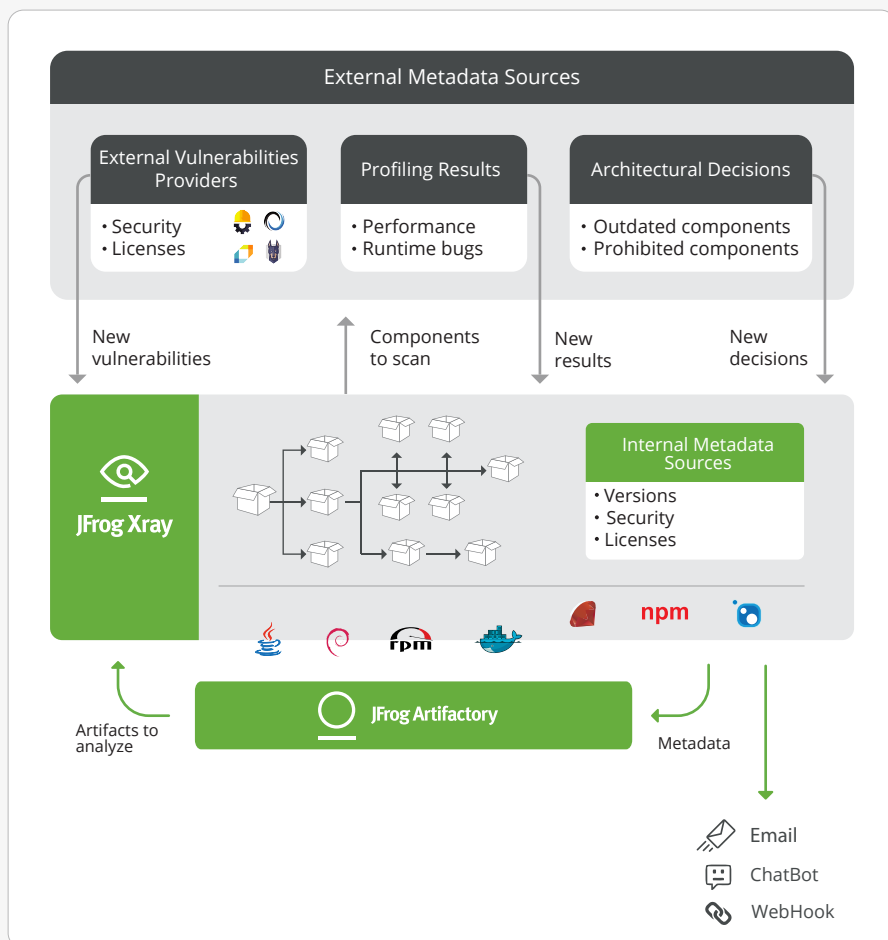 External Metadata Sources
External Vulnerabilities
Providers
• Security
• Licenses
Profiling Results
• Performance
• Runtime bugs
Architectural Decisions
• Outdated components
• Prohibited components
New
vulnerabilities
Components
to scan
New
results
New
decisions
JFrog Xray
Internal Metadata
Sources
• Versions
• Security
• Licenses
rpm
npm
JFrog Artifactory
Artifacts to
analyze
Metadata
Email
ChatBot
WebHook